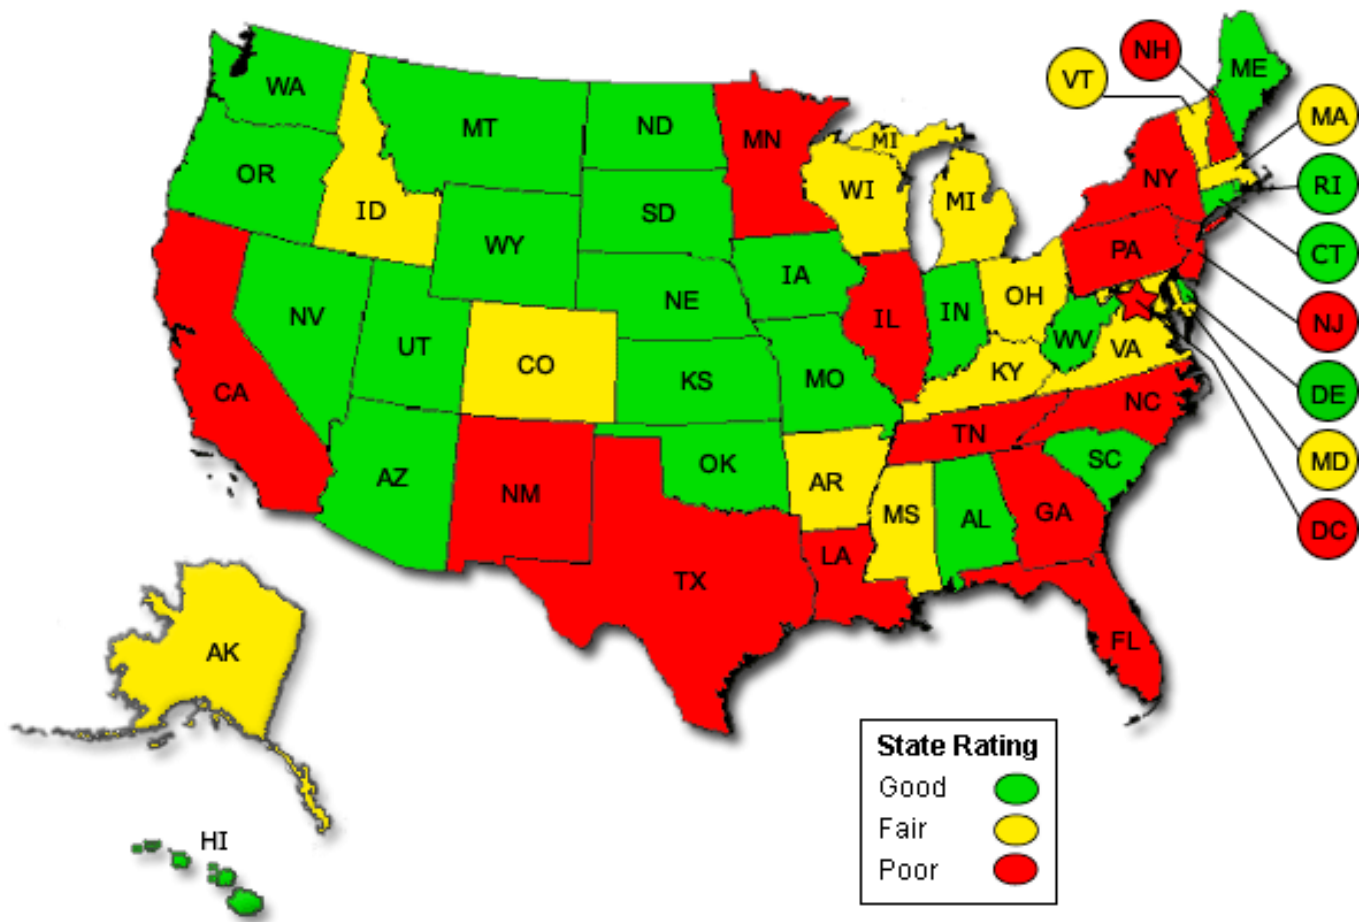 NH
ME
VT
WA
MT
ND
MN
MI
MA
OR
ID
SD
WI
MI
NY
RI
WY
PA
CT
IA
NE
OH
NV
IL
IN
NJ
UT
CO
KS
MO
WV
VA
KY
CA
NC
DE
TN
AZ
NM
OK
AR
SC
MD
MS
AL
GA
DC
TX
LA
FL
AK
HI
State Rating
Good
Fair
Poor